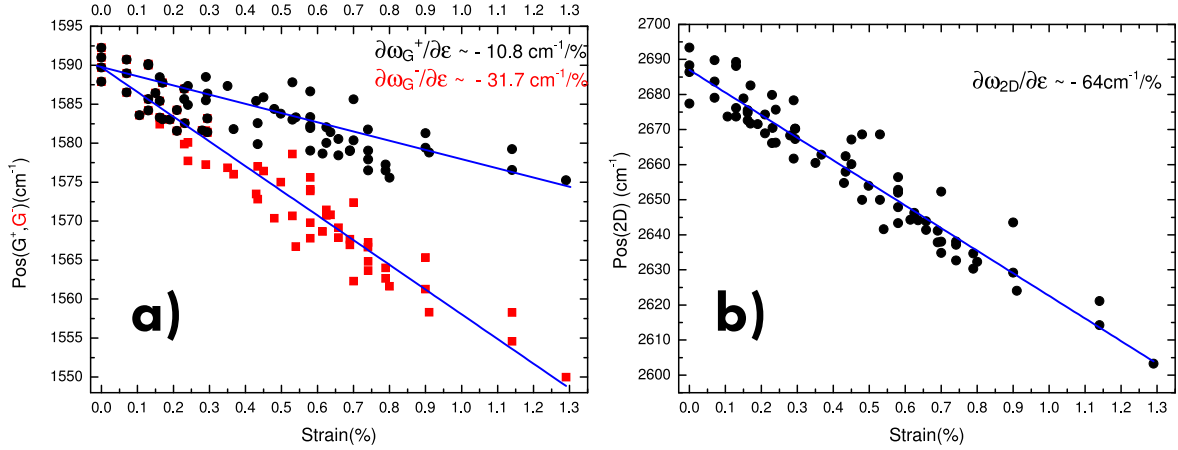 0.0 0.1 0.2 0.3 0.4 0.5 0.6 0.7 0.8 0.9 1.0 1.1 1.2 1.3
1595
1590
1585
1580
1575
1570
1565
1560
1555
1550
Pos(G⁺,G⁻)(cm⁻¹)
∂ω_G⁺/∂ε ~ - 10.8 cm⁻¹/%
∂ω_G⁻/∂ε ~ - 31.7 cm⁻¹/%
a)
0.0 0.1 0.2 0.3 0.4 0.5 0.6 0.7 0.8 0.9 1.0 1.1 1.2 1.3
Strain(%)
2700
2690
2680
2670
2660
2650
2640
2630
2620
2610
2600
Pos(2D) (cm⁻¹)
∂ω_2D/∂ε ~ - 64cm⁻¹/%
b)
0.0 0.1 0.2 0.3 0.4 0.5 0.6 0.7 0.8 0.9 1.0 1.1 1.2 1.3
Strain(%)